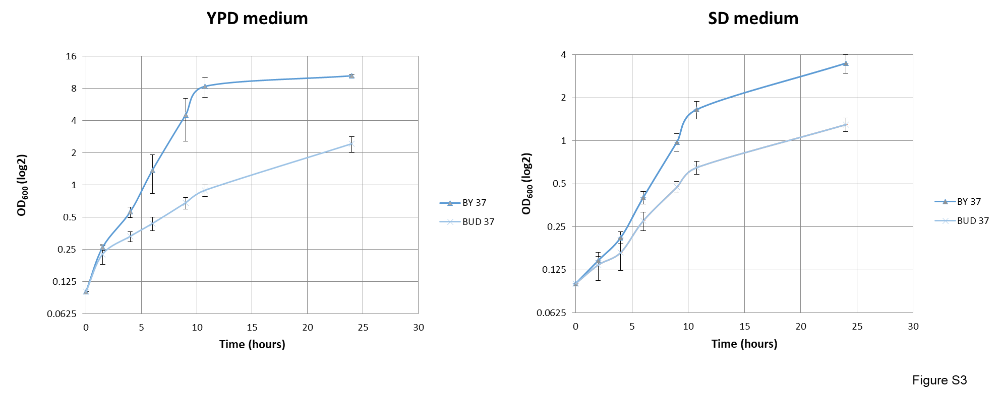 YPD medium
16
8
4
2
1
0.5
0.25
0.125
0.0625
0 5 10 15 20 25 30
OD600 (log2)
Time (hours)
BY 37
BUD 37
SD medium
4
2
1
0.5
0.25
0.125
0.0625
0 5 10 15 20 25 30
OD600 (log2)
Time (hours)
BY 37
BUD 37
Figure S3